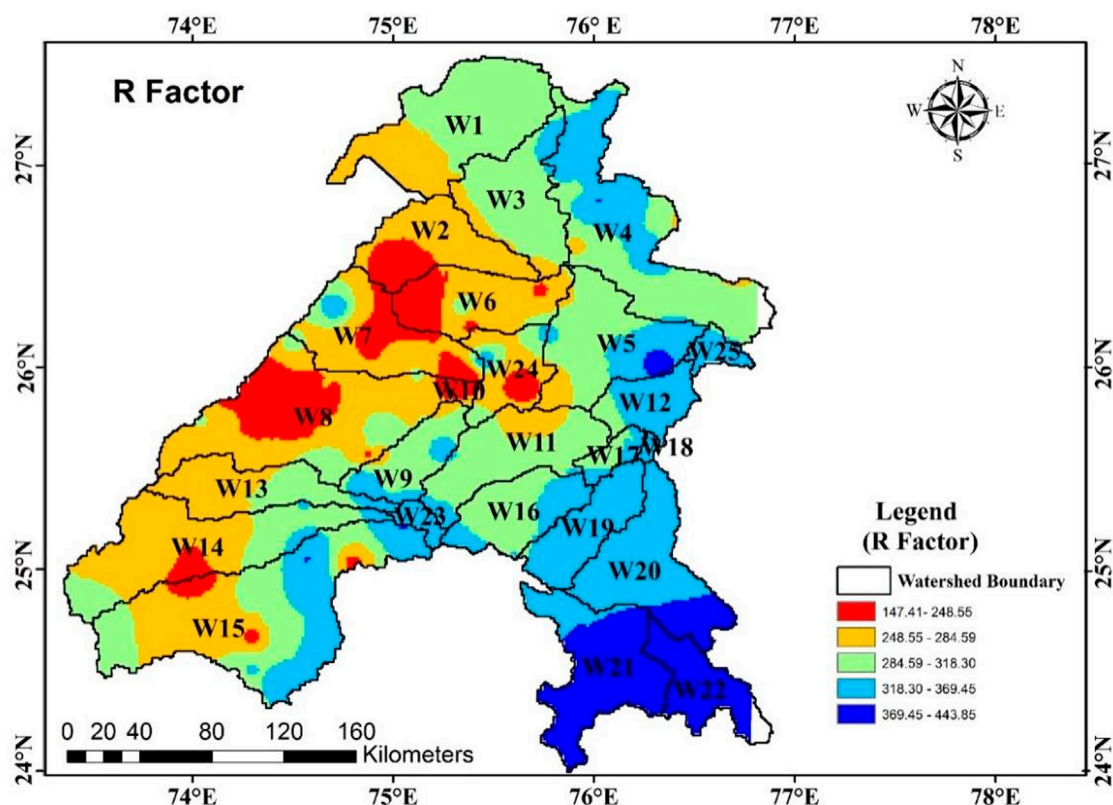 74°E 75°E 76°E 77°E 78°E
R Factor
N
W E
S
27°N 27°N
26°N 26°N
25°N 25°N
24°N 24°N
W1
W3
W2
W4
W6
W7
W5
W25
W24
W10
W12
W8
W11
W18
W17
W9
W13
W16
W23
W19
W14
W20
W15
W21
W22
Legend
(R Factor)
Watershed Boundary
147.41- 248.55
248.55 - 284.59
284.59 - 318.30
318.30 - 369.45
369.45 - 443.85
0 20 40 80 120 160
Kilometers
74°E 75°E 76°E 77°E 78°E